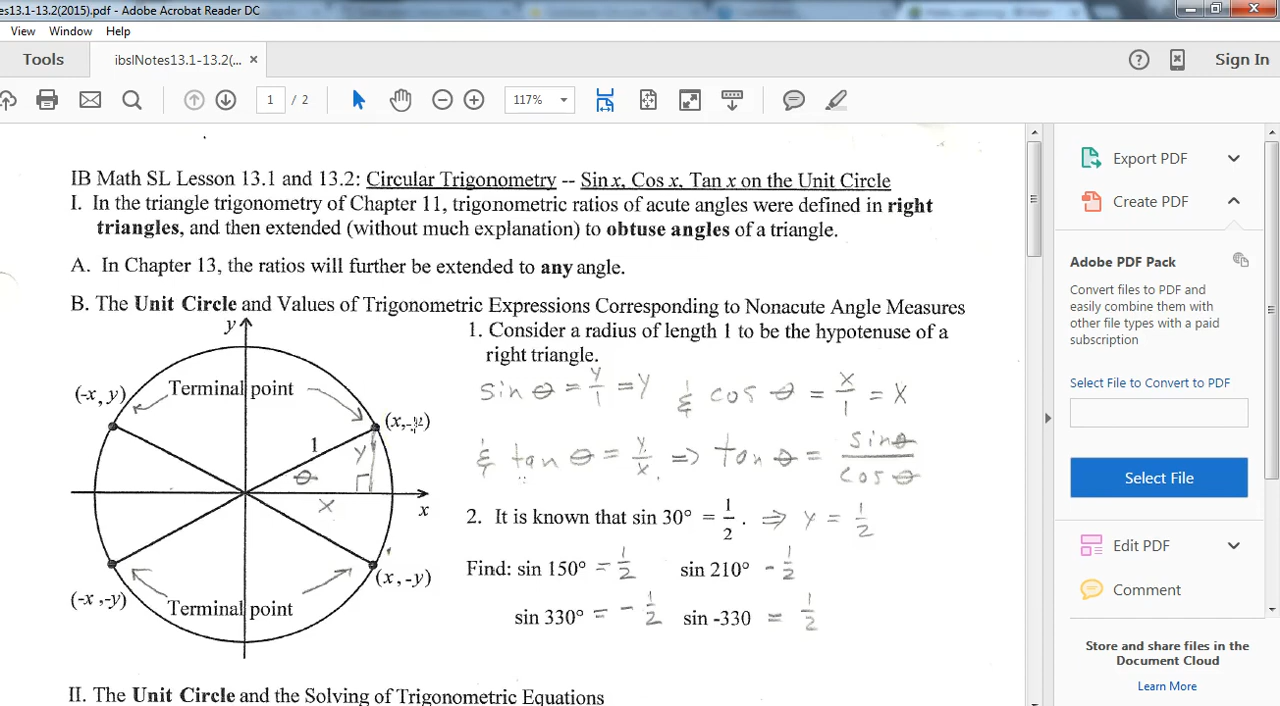 es13.1-13.2(2015).pdf - Adobe Acrobat Reader DC
View Window Help
Tools ibslNotes13.1-13.2(... × Sign In
1 / 2 117%
IB Math SL Lesson 13.1 and 13.2: Circular Trigonometry -- Sin x, Cos x, Tan x on the Unit Circle
I. In the triangle trigonometry of Chapter 11, trigonometric ratios of acute angles were defined in right
triangles, and then extended (without much explanation) to obtuse angles of a triangle.
A. In Chapter 13, the ratios will further be extended to any angle.
B. The Unit Circle and Values of Trigonometric Expressions Corresponding to Nonacute Angle Measures
y
(-x, y) Terminal point
1
y
θ
x
x
(x, -y)
(-x ,-y) Terminal point
1. Consider a radius of length 1 to be the hypotenuse of a
right triangle.
sin θ = y/1 = y & cos θ = x/1 = x
& tan θ = y/x => tan θ = sinθ/cosθ
2. It is known that sin 30° = 1/2 . => y = 1/2
Find: sin 150° = 1/2 sin 210° - 1/2
sin 330° = - 1/2 sin -330 = 1/2
II. The Unit Circle and the Solving of Trigonometric Equations
Export PDF
Create PDF
Adobe PDF Pack
Convert files to PDF and
easily combine them with
other file types with a paid
subscription
Select File to Convert to PDF
Select File
Edit PDF
Comment
Store and share files in the
Document Cloud
Learn More